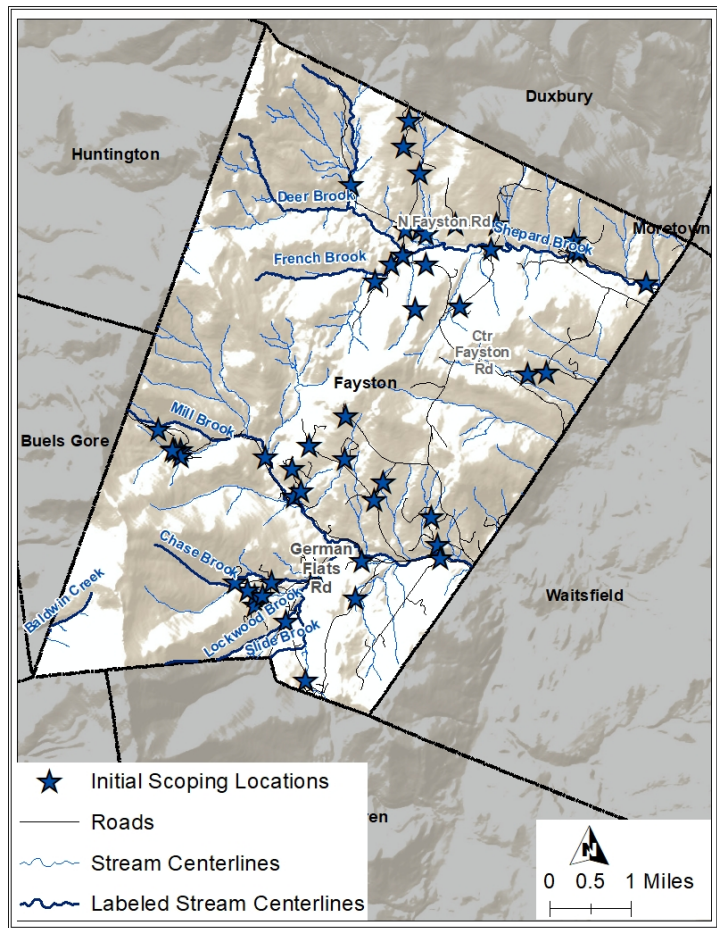 Duxbury
Huntington
Deer Brook
N Fayston Rd
Shepard Brook
Moretown
French Brook
Ctr
Fayston
Rd
Fayston
Mill Brook
Buels Gore
Chase Brook
German
Flats
Rd
Baldwin Creek
Lockwood Brook
Slide Brook
Waitsfield
Initial Scoping Locations
Roads
Stream Centerlines
Labeled Stream Centerlines
ren
N
0 0.5 1 Miles